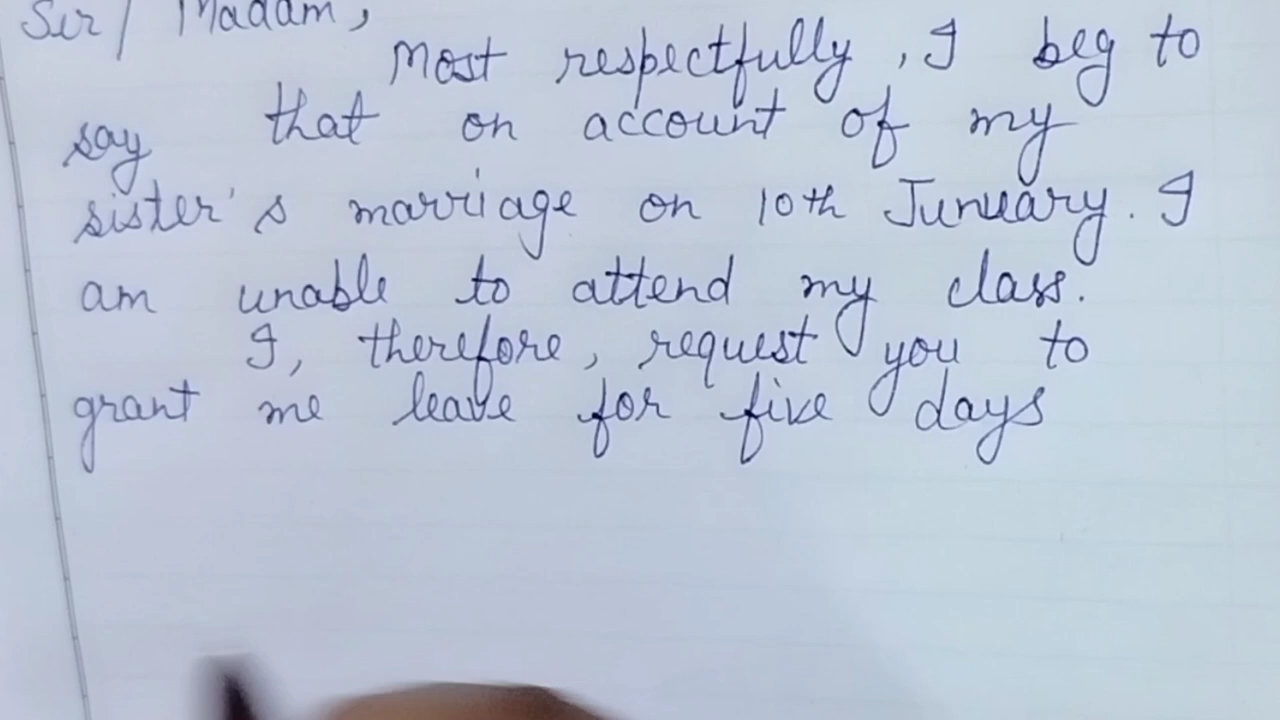 Sir/ Madam,
Most respectfully, I beg to
say that on account of my
sister's marriage on 10th Junuary. I
am unable to attend my class.
I, therefore, request you to
grant me leave for five days